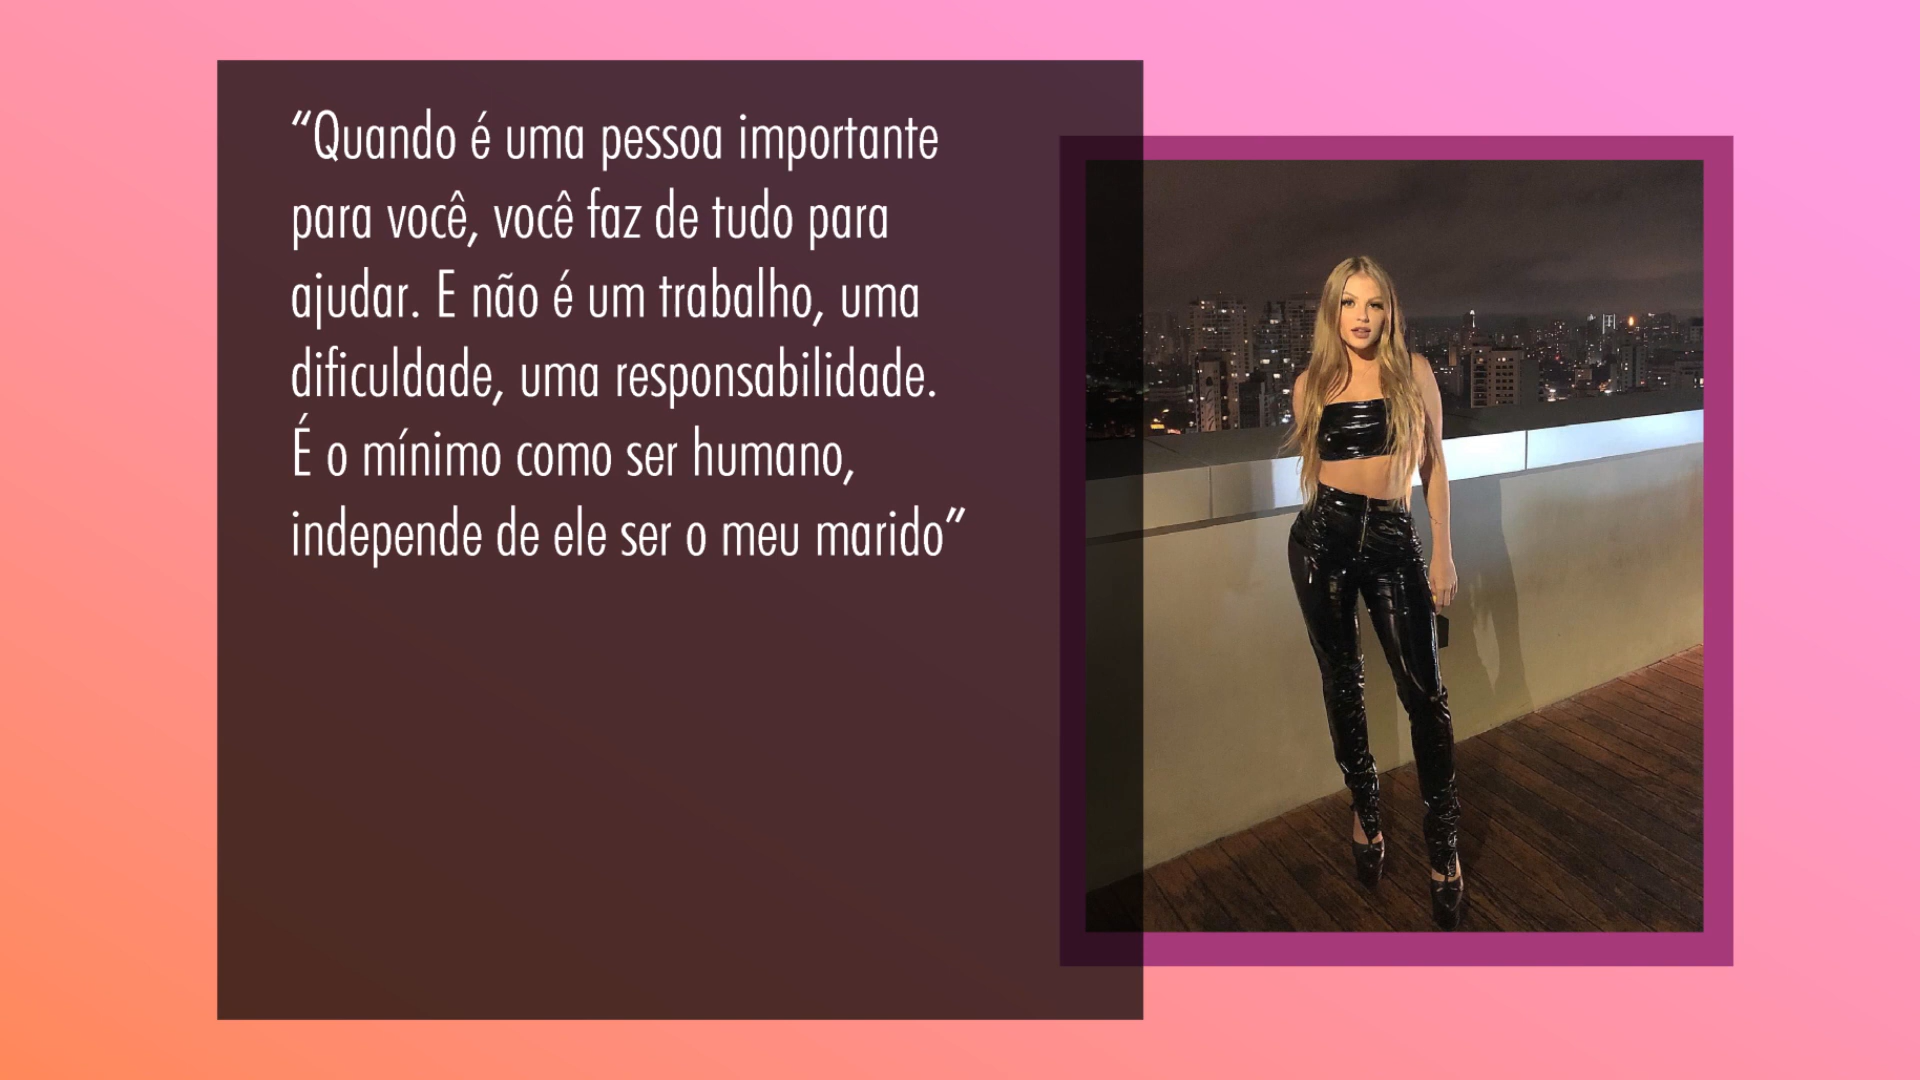 “Quando é uma pessoa importante
para você, você faz de tudo para
ajudar. E não é um trabalho, uma
dificuldade, uma responsabilidade.
É o mínimo como ser humano,
independe de ele ser o meu marido”